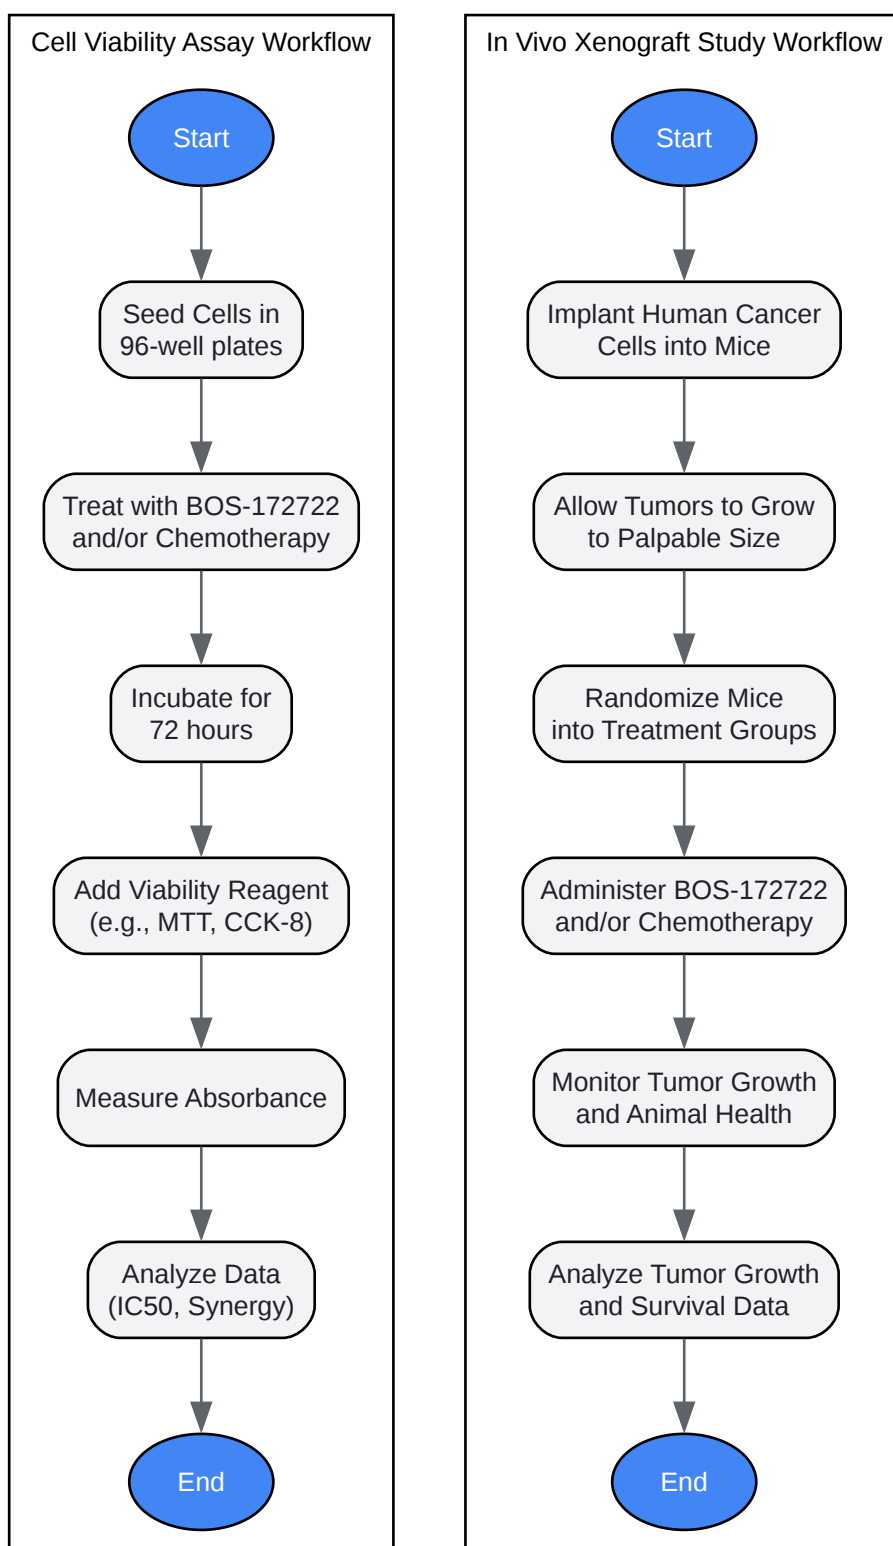 Cell Viability Assay Workflow
Start
Seed Cells in
96-well plates
Treat with BOS-172722
and/or Chemotherapy
Incubate for
72 hours
Add Viability Reagent
(e.g., MTT, CCK-8)
Measure Absorbance
Analyze Data
(IC50, Synergy)
End
In Vivo Xenograft Study Workflow
Start
Implant Human Cancer
Cells into Mice
Allow Tumors to Grow
to Palpable Size
Randomize Mice
into Treatment Groups
Administer BOS-172722
and/or Chemotherapy
Monitor Tumor Growth
and Animal Health
Analyze Tumor Growth
and Survival Data
End